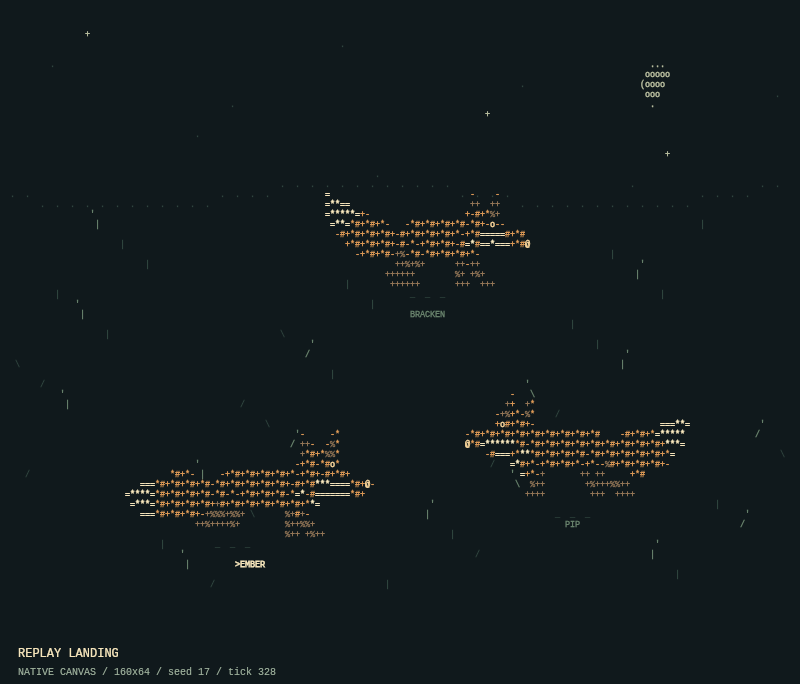 BRACKEN
PIP
>EMBER
REPLAY LANDING
NATIVE CANVAS / 160x64 / seed 17 / tick 328